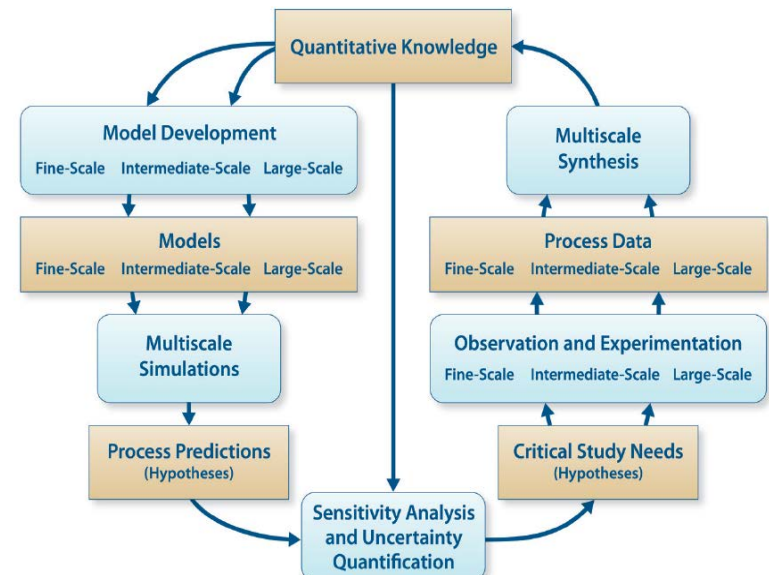 Quantitative Knowledge
Model Development
Fine-Scale Intermediate-Scale Large-Scale
Models
Fine-Scale Intermediate-Scale Large-Scale
Multiscale
Simulations
Process Predictions
(Hypotheses)
Sensitivity Analysis
and Uncertainty
Quantification
Critical Study Needs
(Hypotheses)
Observation and Experimentation
Fine-Scale Intermediate-Scale Large-Scale
Process Data
Fine-Scale Intermediate-Scale Large-Scale
Multiscale
Synthesis